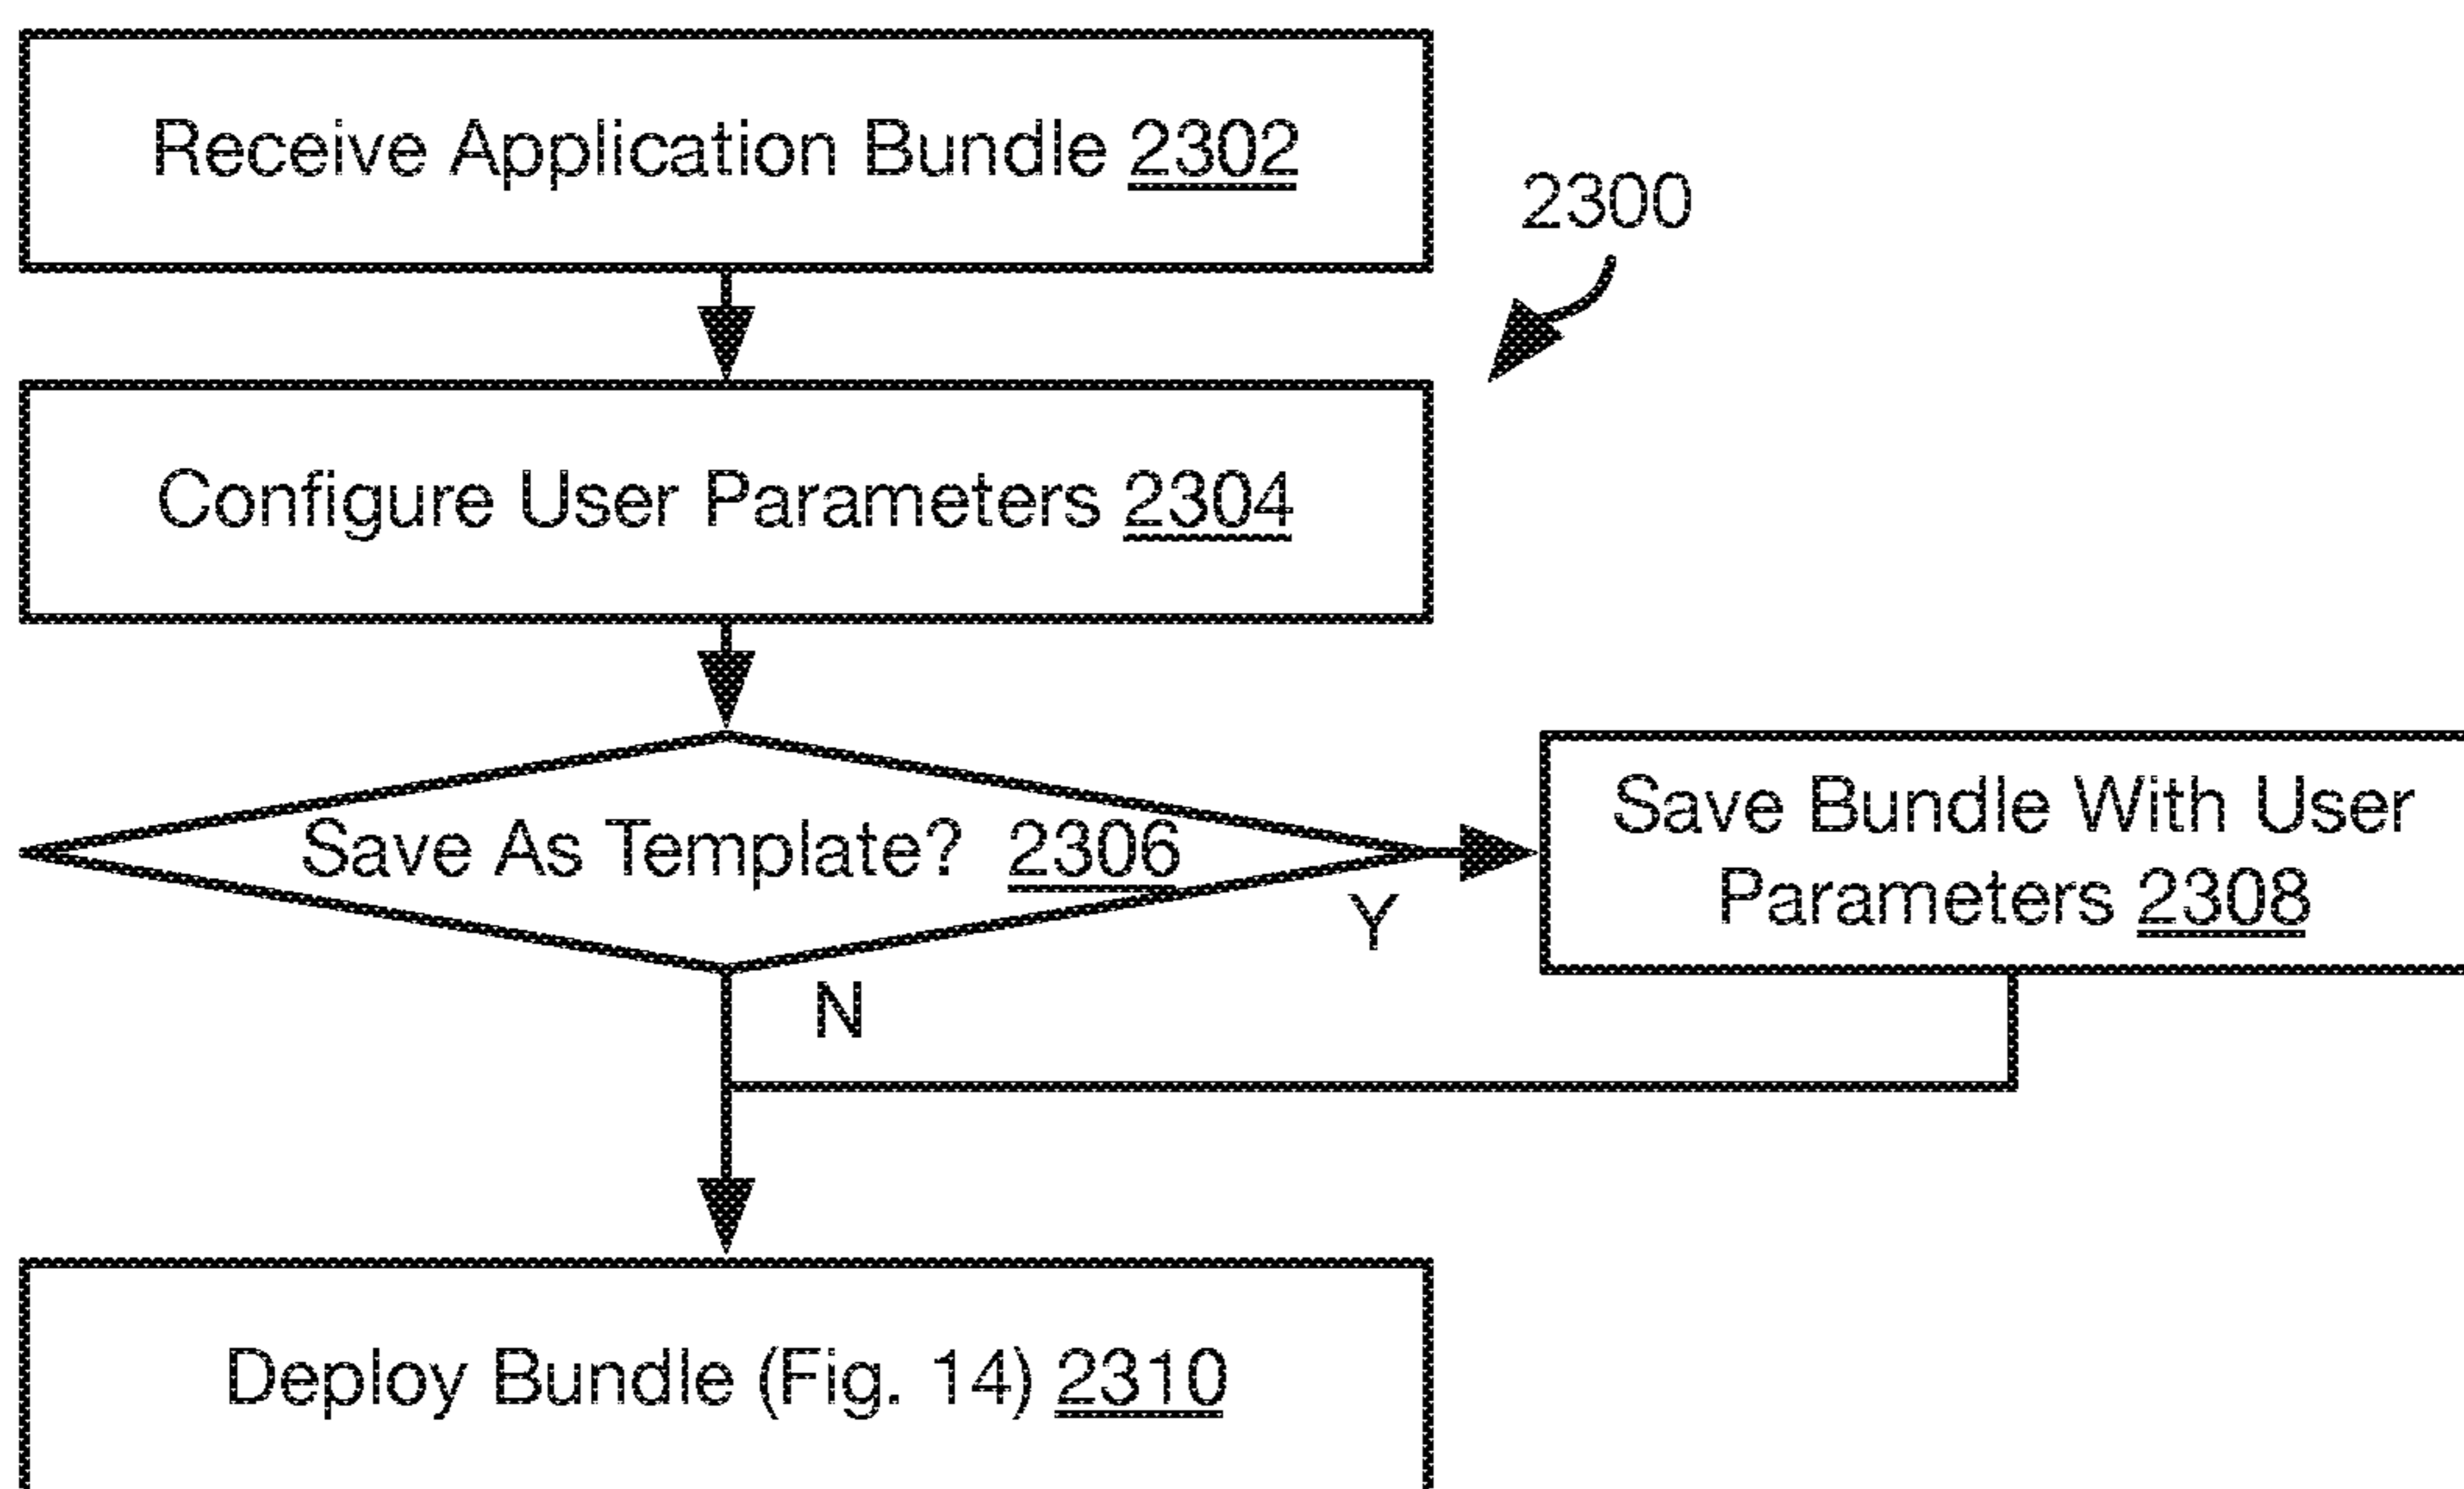 Receive Application Bundle 2302
2300
Configure User Parameters 2304
Save As Template? 2306
Save Bundle With User
Parameters 2308
Y
N
Deploy Bundle (Fig. 14) 2310